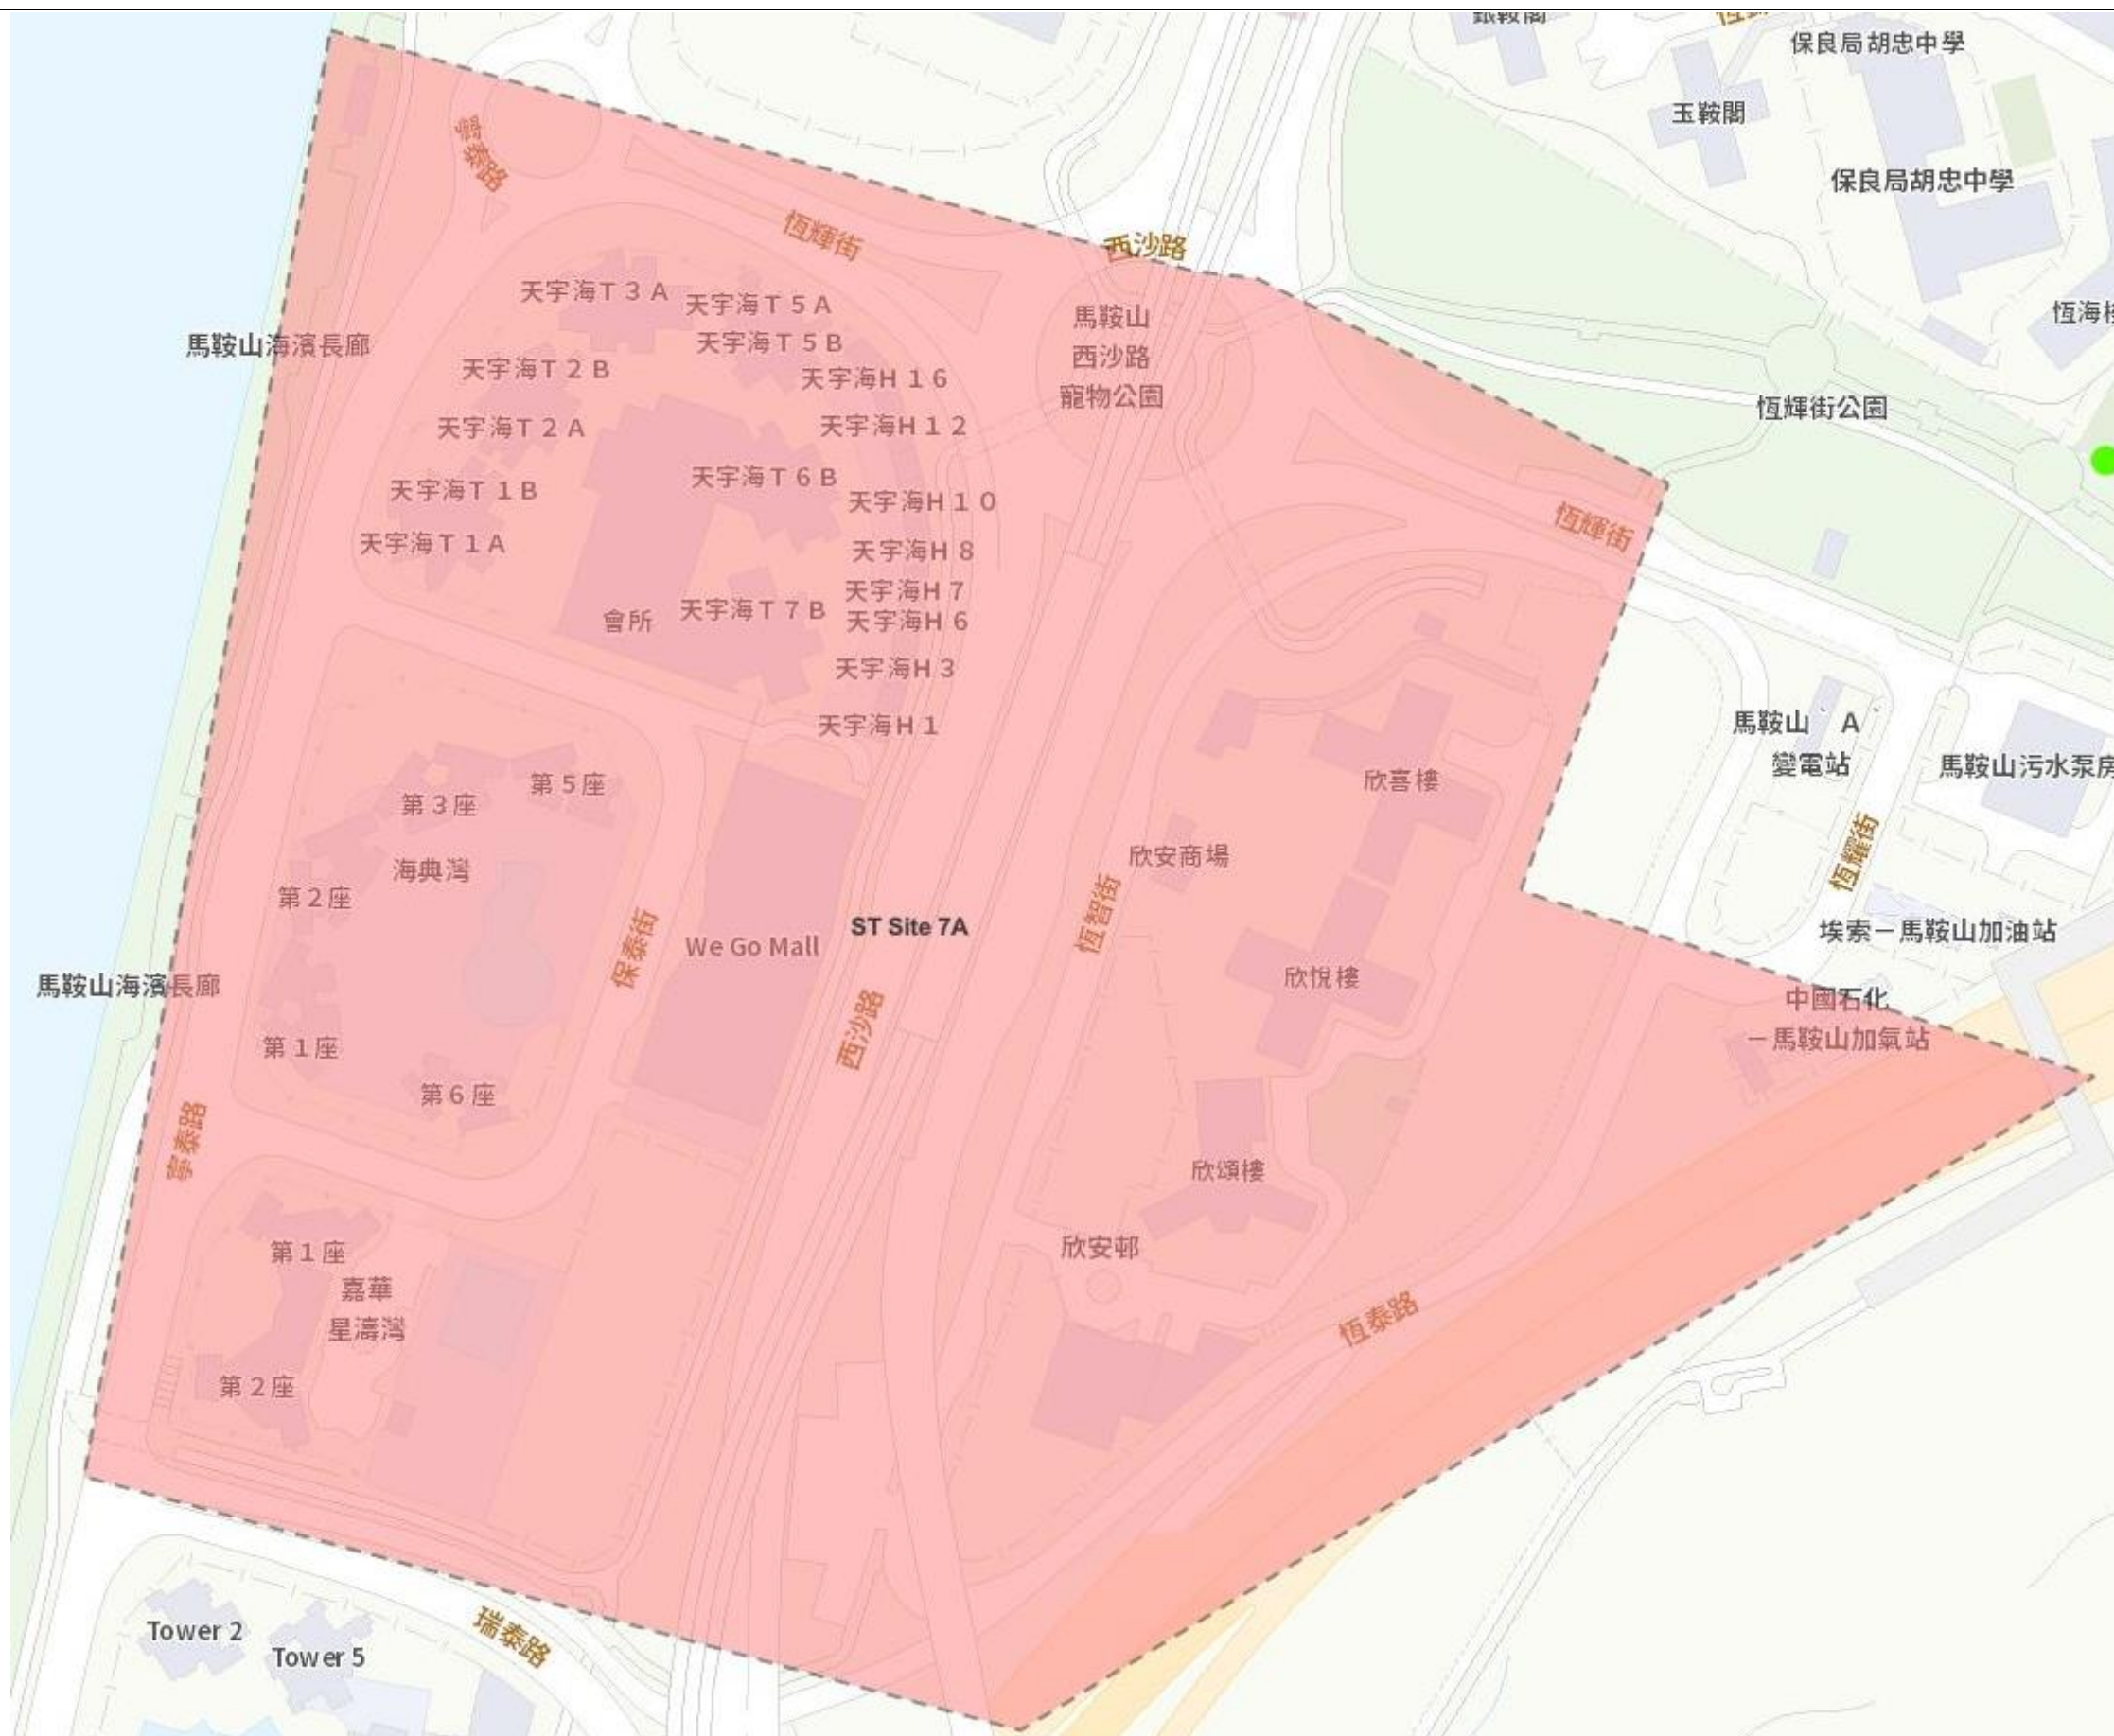 銀鞍閣
保良局胡忠中學
玉鞍閣
保良局胡忠中學
寧泰路
恆輝街
西沙路
天宇海T 3 A
天宇海T 5 A
馬鞍山
西沙路
寵物公園
馬鞍山海濱長廊
天宇海T 5 B
天宇海T 2 B
天宇海H 1 6
恆輝街公園
天宇海T 2 A
天宇海H 1 2
天宇海T 6 B
天宇海T 1 B
天宇海H 1 0
恆輝街
天宇海T 1 A
天宇海H 8
天宇海H 7
會所
天宇海T 7 B
天宇海H 6
天宇海H 3
天宇海H 1
馬鞍山 A
變電站
馬鞍山污水泵房
第 5 座
欣喜樓
第 3 座
欣安商場
海典灣
恆耀街
第 2 座
恆智街
ST Site 7A
埃索－馬鞍山加油站
We Go Mall
保泰街
欣悅樓
馬鞍山海濱長廊
中國石化
－馬鞍山加氣站
西沙路
第 1 座
第 6 座
寧泰路
欣頌樓
第 1 座
欣安邨
嘉華
星濤灣
恆泰路
第 2 座
Tower 2
瑞泰路
Tower 5